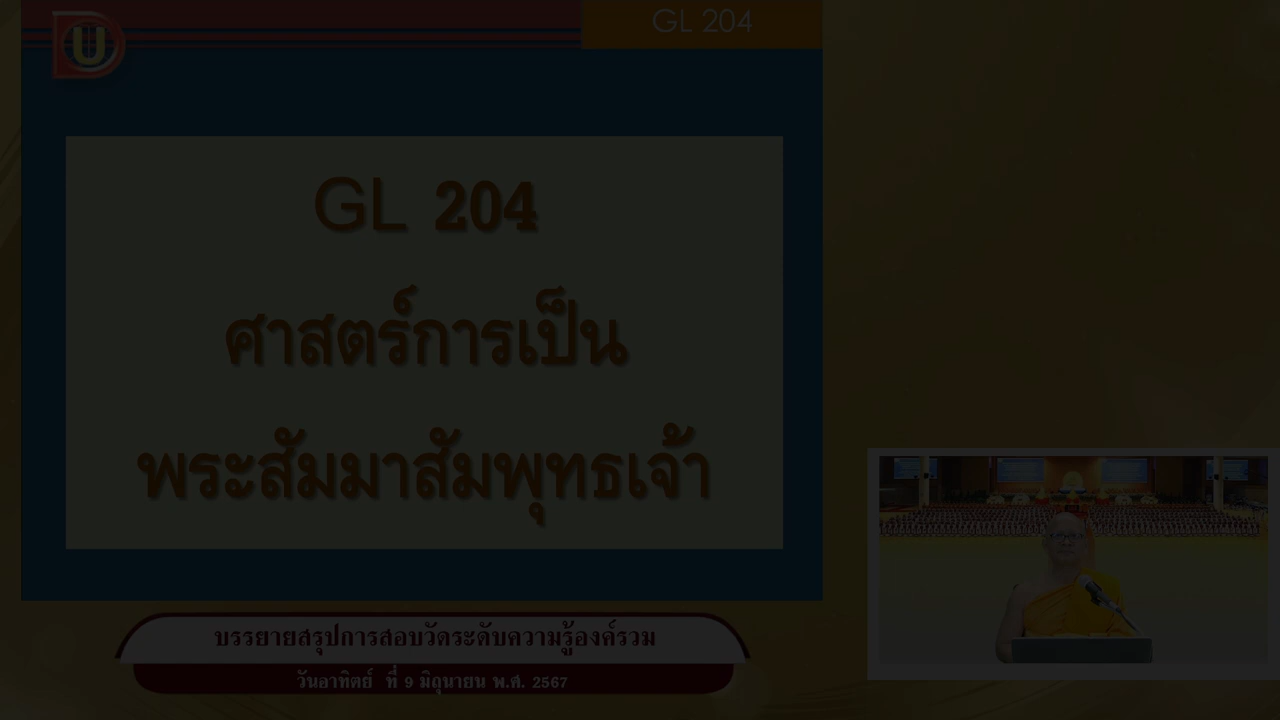 GL 204
U
GL 204
ศาสตร์การเป็น
พระสัมมาสัมพุทธเจ้า
บรรยายสรุปการสอบวัดระดับความรู้องค์รวม
วันอาทิตย์ ที่ 9 มิถุนายน พ.ศ. 2567